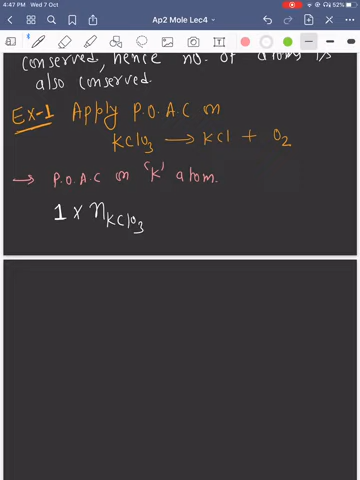 4:47 PM Wed 7 Oct
52%
Ap2 Mole Lec4
conserved, hence no. of atoms is
also conserved.
Ex-1 Apply P.O.A.C on
KClO₃ → KCl + O₂
→ P.O.A.C on 'K' atom.
1 × nKClO₃